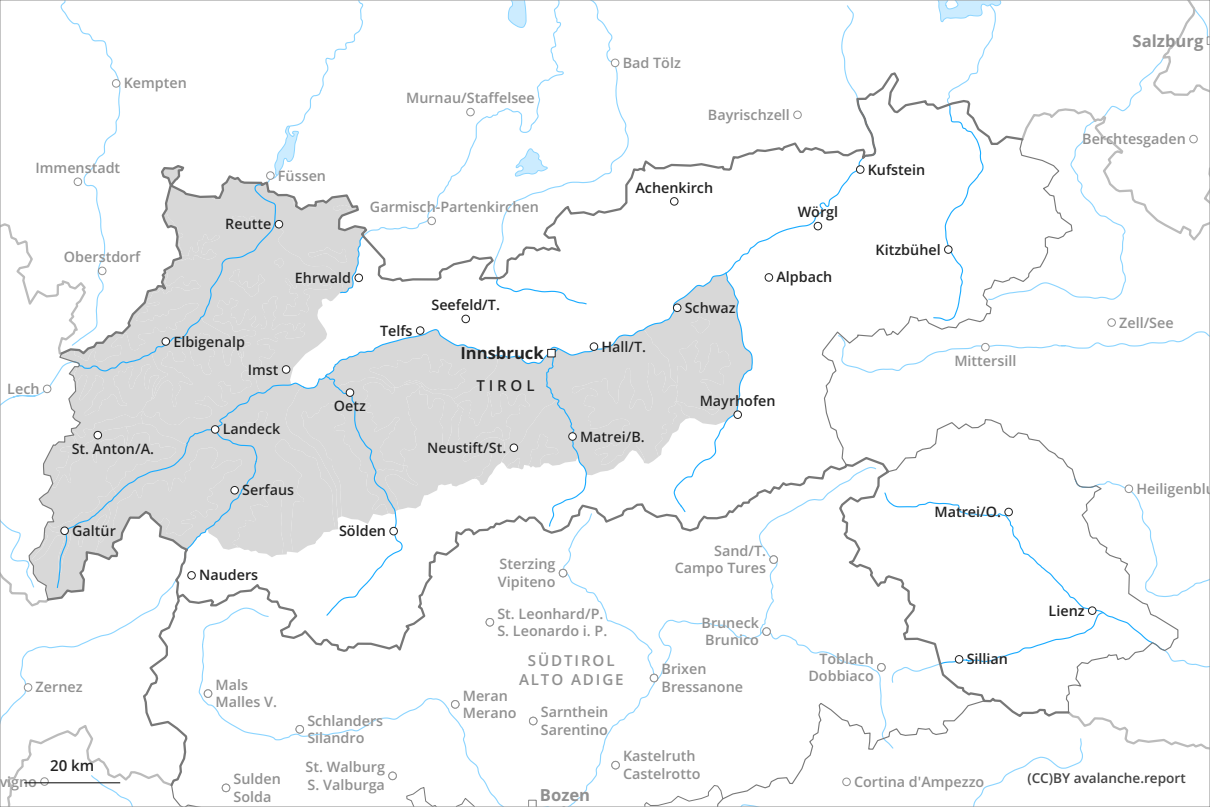 Salzburg
Bad Tölz
Kempten
Murnau/Staffelsee
Bayrischzell
Berchtesgaden
Immenstadt
Füssen
Kufstein
Achenkirch
Garmisch-Partenkirchen
Wörgl
Reutte
Kitzbühel
Oberstdorf
Ehrwald
Alpbach
Seefeld/T.
Schwaz
Zell/See
Telfs
Elbigenalp
Innsbruck
Hall/T.
Mittersill
Imst
TIROL
Lech
Oetz
Mayrhofen
Landeck
Matrei/B.
St. Anton/A.
Neustift/St.
Serfaus
Heiligenblu
Matrei/O.
Galtür
Sölden
Sand/T.
Campo Tures
Sterzing
Vipiteno
Nauders
Lienz
St. Leonhard/P.
S. Leonardo i. P.
Bruneck
Brunico
SÜDTIROL
ALTO ADIGE
Sillian
Toblach
Dobbiaco
Brixen
Bressanone
Zernez
Mals
Malles V.
Meran
Merano
Sarnthein
Sarentino
Schlanders
Silandro
Kastelruth
Castelrotto
20 km
St. Walburg
S. Valburga
vigno
Sulden
Solda
Cortina d'Ampezzo
(CC)BY avalanche.report
Bozen